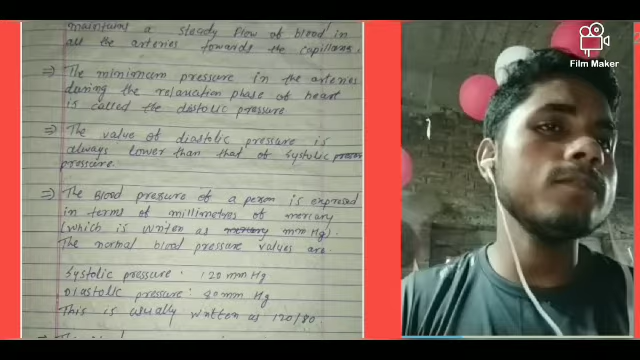 maintains a steady flow of blood in
all the arteries towards the capillaries.
⇒ The minimum pressure in the arteries
during the relaxation phase of heart
is called the diastolic pressure
⇒ The value of diastolic pressure is
always lower than that of systolic
pressure.
⇒ The Blood pressure of a person is expressed
in terms of millimetres of mercury
(which is written as mm Hg).
The normal blood pressure values are.
Systolic pressure : 120 mm Hg
Diastolic pressure : 80 mm Hg
This is usually written as 120/80.
Film Maker